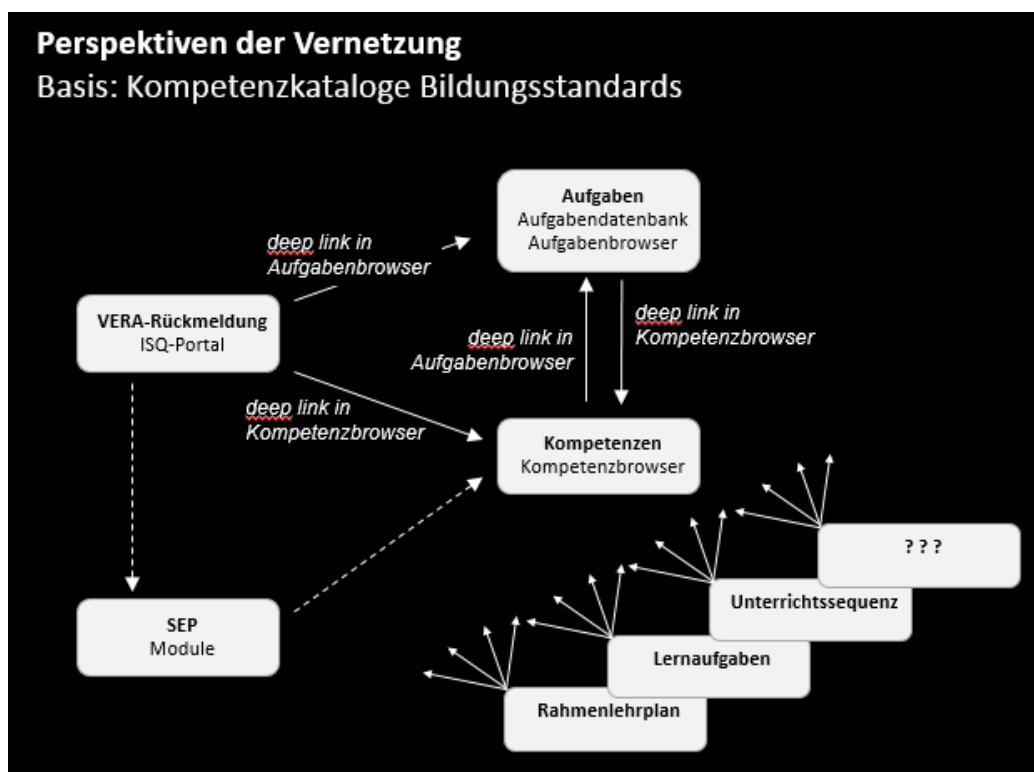 Perspektiven der Vernetzung
Basis: Kompetenzkataloge Bildungsstandards
Aufgaben
Aufgabendatenbank
Aufgabenbrowser
deep link in
Aufgabenbrowser
VERA-Rückmeldung
ISQ-Portal
deep link in
Kompetenzbrowser
deep link in
Aufgabenbrowser
deep link in
Kompetenzbrowser
Kompetenzen
Kompetenzbrowser
SEP
Module
? ? ?
Unterrichtssequenz
Lernaufgaben
Rahmenlehrplan